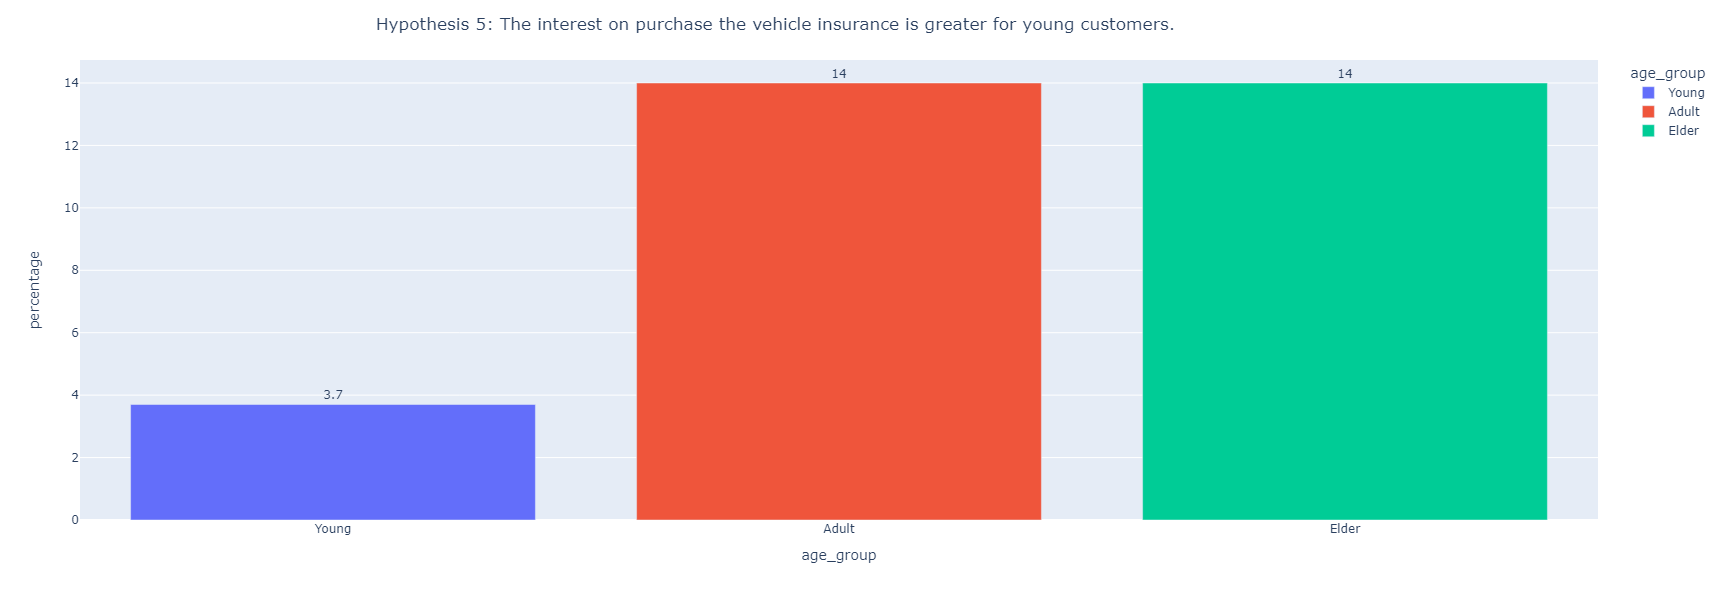 Hypothesis 5: The interest on purchase the vehicle insurance is greater for young customers.
age_group
Young
Adult
Elder
percentage
14
12
10
8
6
4
2
0
3.7
14
14
Young
Adult
Elder
age_group